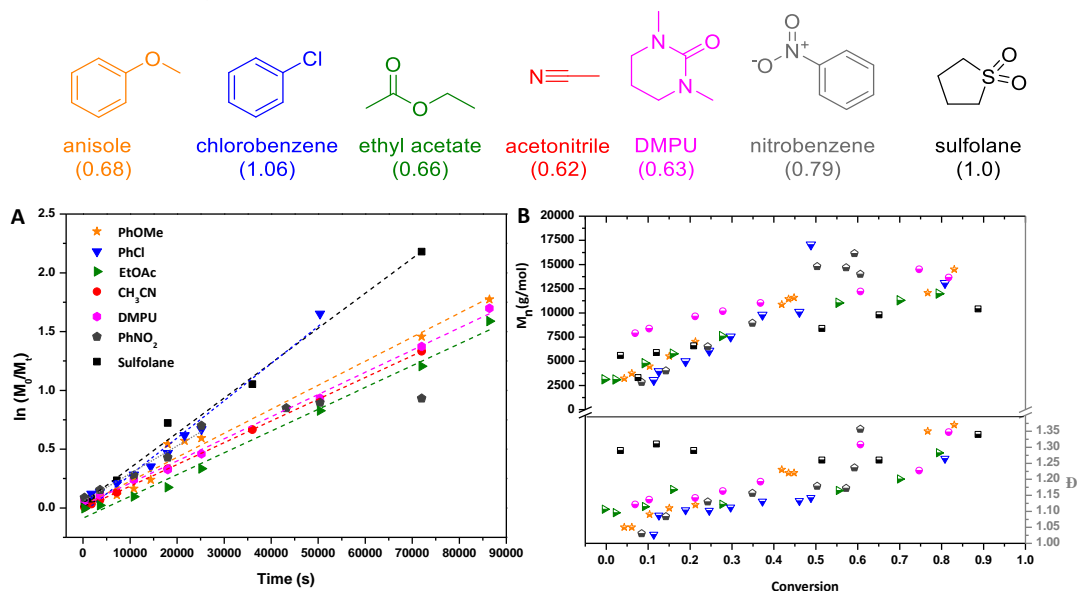 O
Cl
O
O
N
N
N
O
O
N+
-O
O
S
O
O
anisole
(0.68)
chlorobenzene
(1.06)
ethyl acetate
(0.66)
acetonitrile
(0.62)
DMPU
(0.63)
nitrobenzene
(0.79)
sulfolane
(1.0)
A
PhOMe
PhCl
EtOAc
CH3CN
DMPU
PhNO2
Sulfolane
ln (M0/Mt)
2.5
2.0
1.5
1.0
0.5
0.0
0
10000
20000
30000
40000
50000
60000
70000
80000
90000
Time (s)
B
Mn(g/mol)
20000
17500
15000
12500
10000
7500
5000
2500
0
1.35
1.30
1.25
1.20
1.15
1.10
1.05
1.00
Đ
0.0
0.1
0.2
0.3
0.4
0.5
0.6
0.7
0.8
0.9
1.0
Conversion